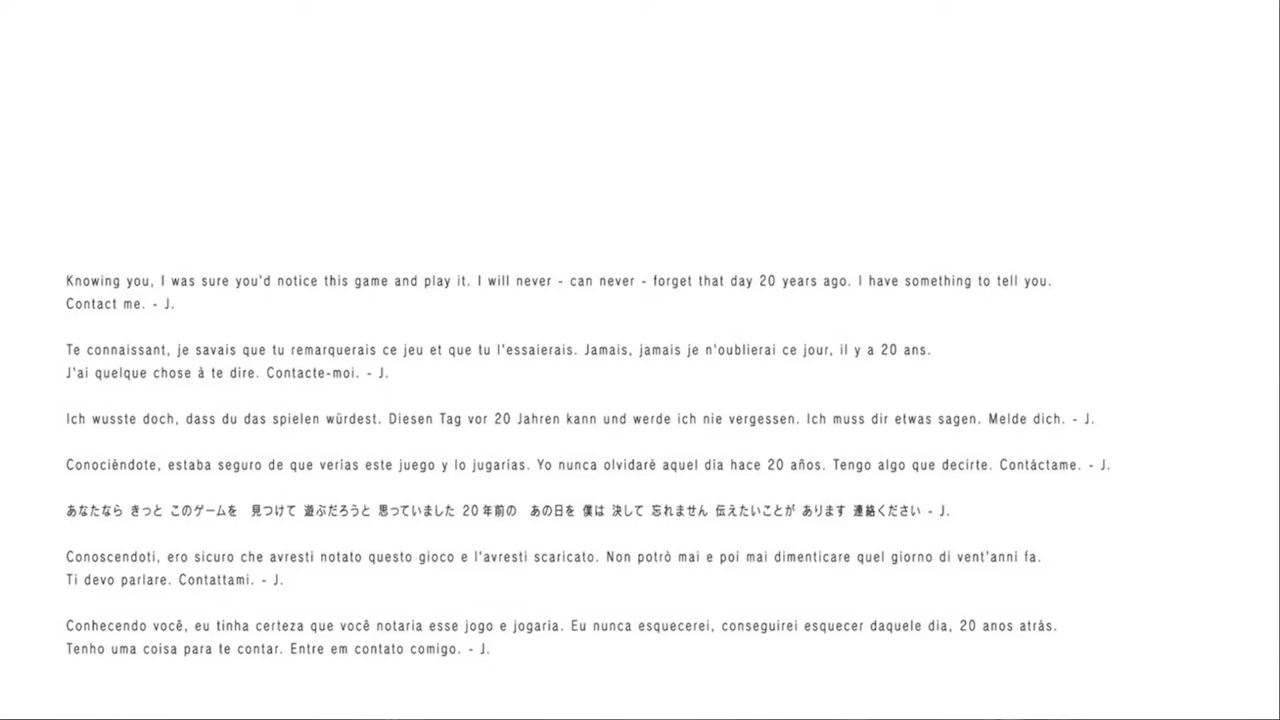 Knowing you, I was sure you'd notice this game and play it. I will never - can never - forget that day 20 years ago. I have something to tell you.
Contact me. - J.
Te connaissant, je savais que tu remarquerais ce jeu et que tu l'essaierais. Jamais, jamais je n'oublierai ce jour, il y a 20 ans.
J'ai quelque chose à te dire. Contacte-moi. - J.
Ich wusste doch, dass du das spielen würdest. Diesen Tag vor 20 Jahren kann und werde ich nie vergessen. Ich muss dir etwas sagen. Melde dich. - J.
Conociéndote, estaba seguro de que verías este juego y lo jugarías. Yo nunca olvidaré aquel día hace 20 años. Tengo algo que decirte. Contáctame. - J.
あなたなら きっと このゲームを　見つけて 遊ぶだろうと 思っていました 20年前の　あの日を 僕は 決して 忘れません 伝えたいことが あります 連絡ください - J.
Conoscendoti, ero sicuro che avresti notato questo gioco e l'avresti scaricato. Non potrò mai e poi mai dimenticare quel giorno di vent'anni fa.
Ti devo parlare. Contattami. - J.
Conhecendo você, eu tinha certeza que você notaria esse jogo e jogaria. Eu nunca esquecerei, conseguirei esquecer daquele dia, 20 anos atrás.
Tenho uma coisa para te contar. Entre em contato comigo. - J.